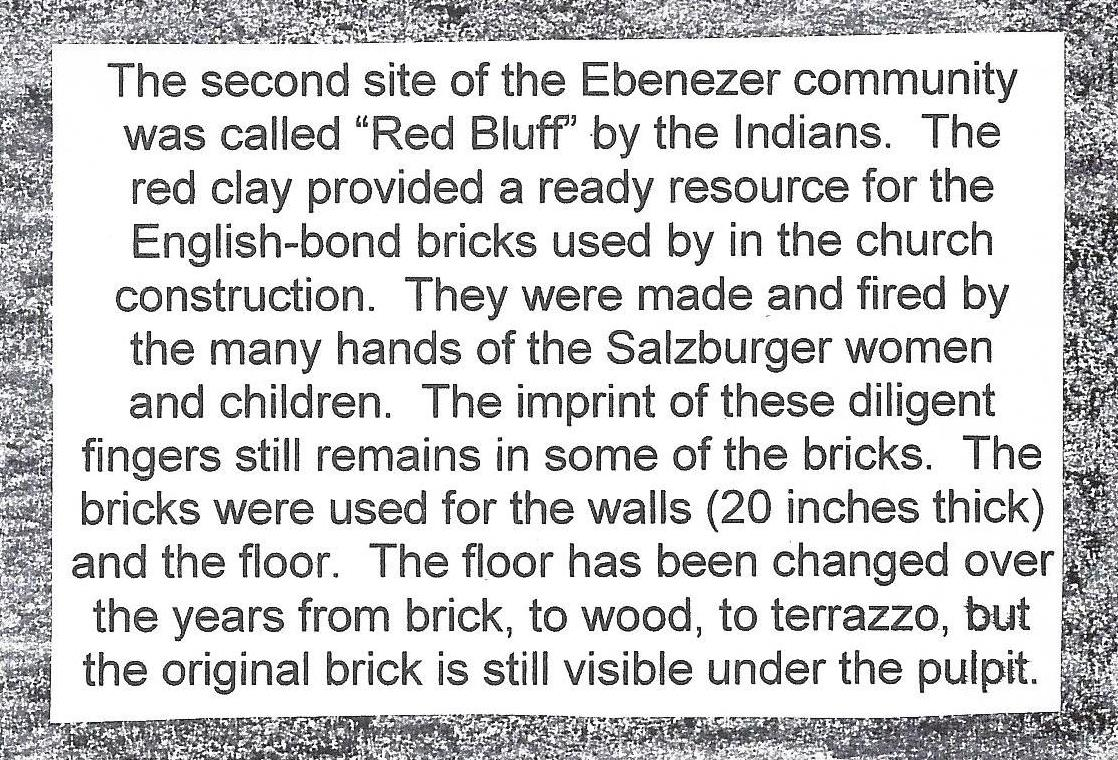 The second site of the Ebenezer community
was called “Red Bluff” by the Indians.  The
red clay provided a ready resource for the
English-bond bricks used by in the church
construction.  They were made and fired by
the many hands of the Salzburger women
and children.  The imprint of these diligent
fingers still remains in some of the bricks.  The
bricks were used for the walls (20 inches thick)
and the floor.  The floor has been changed over
the years from brick, to wood, to terrazzo, but
the original brick is still visible under the pulpit.